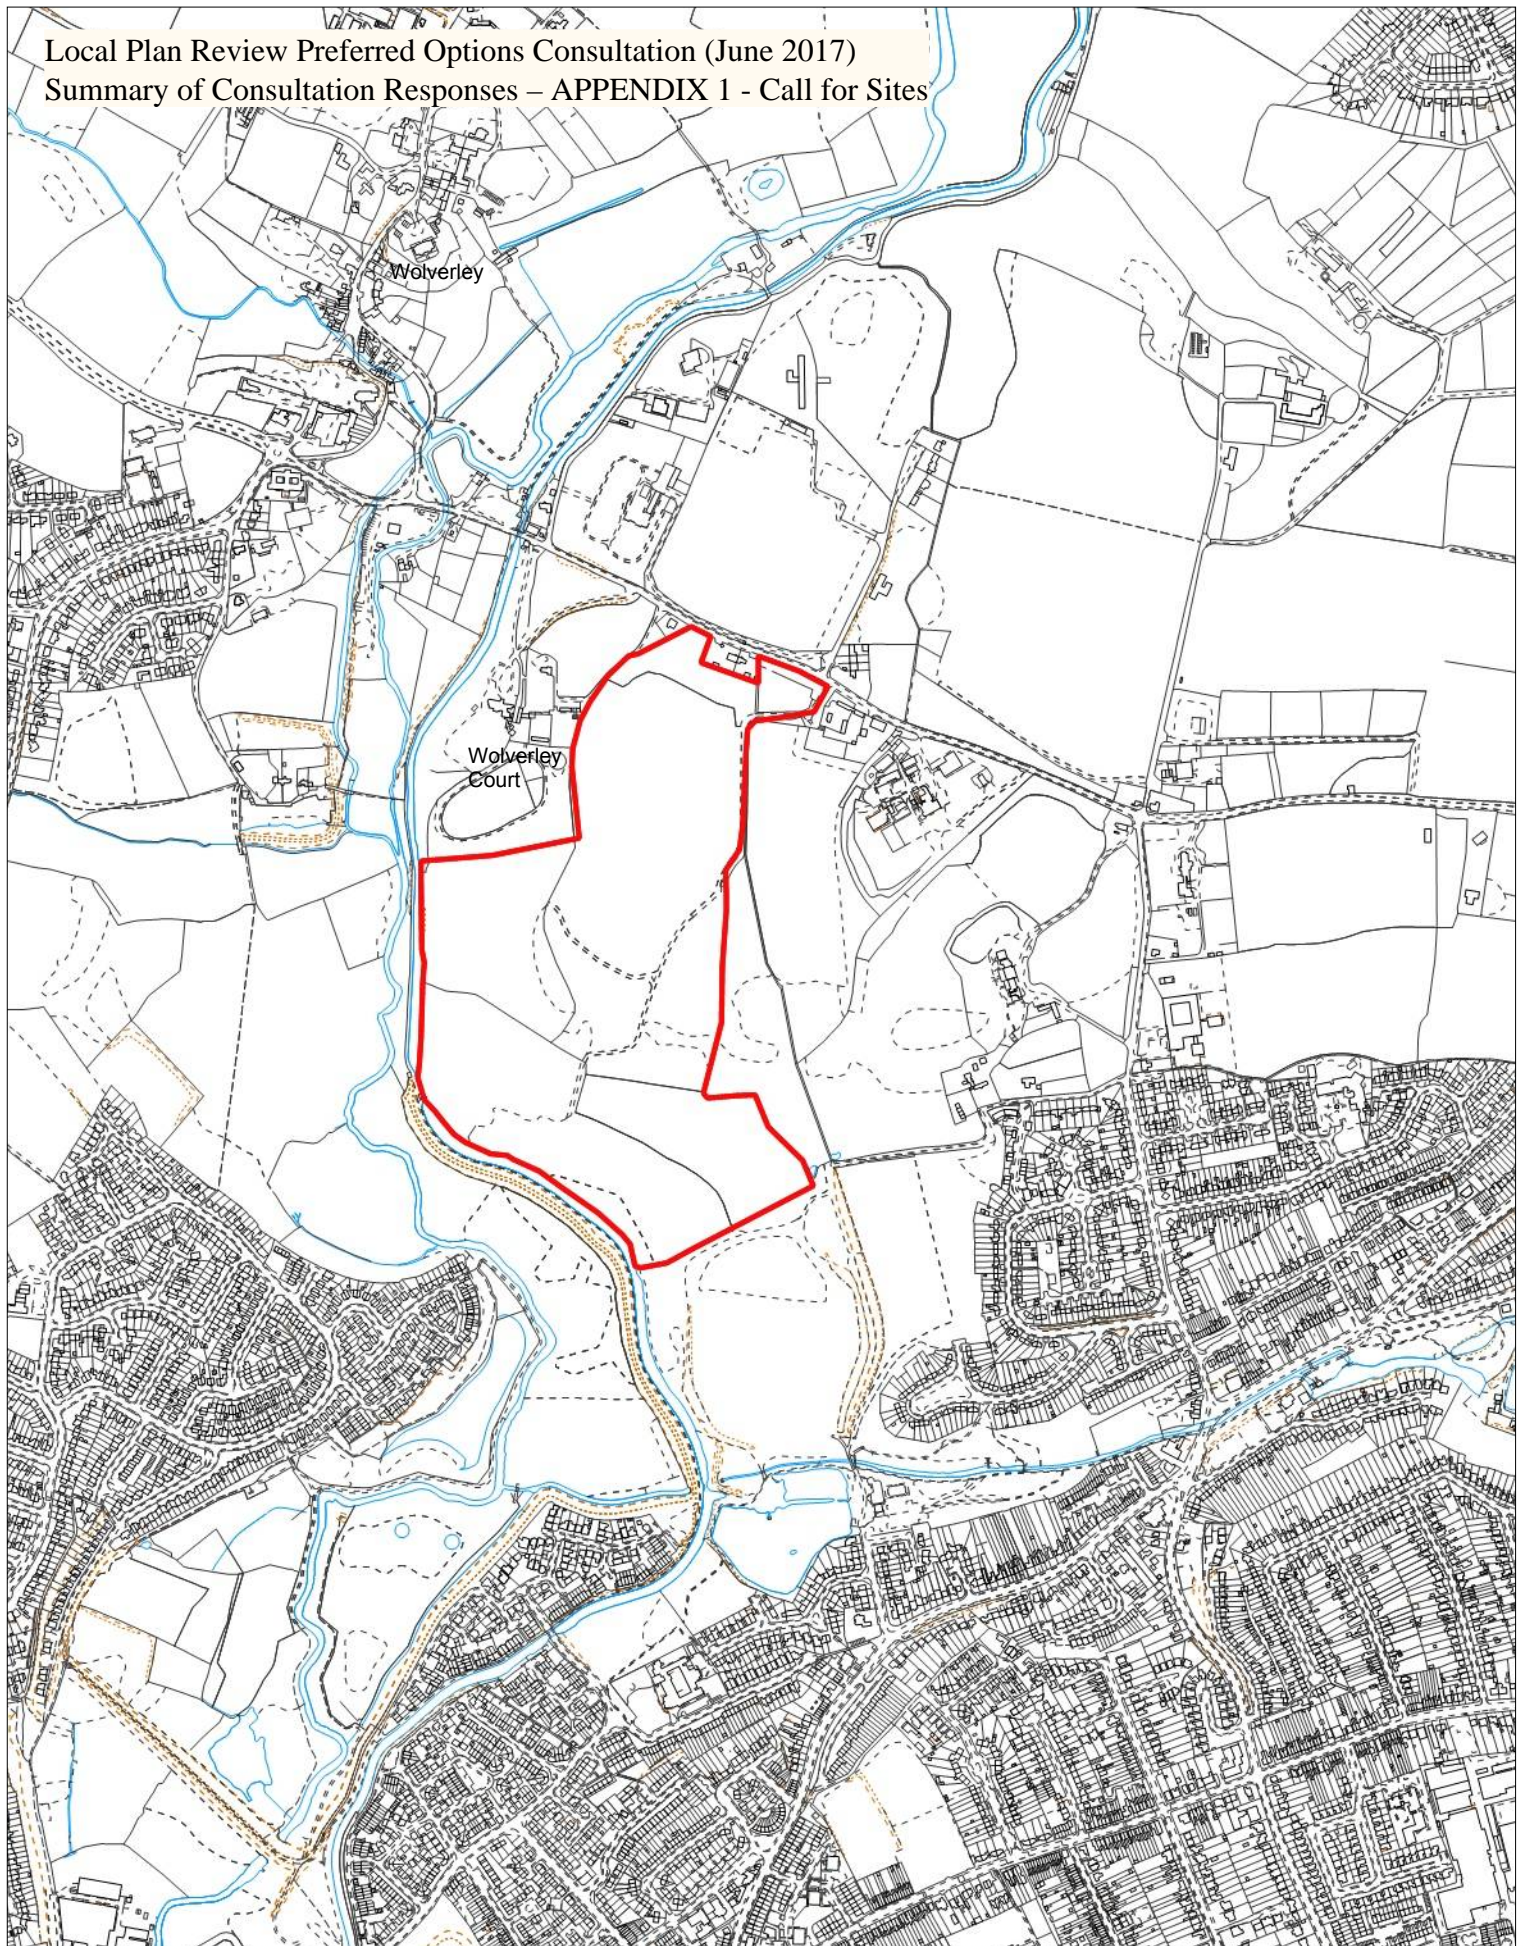 Local Plan Review Preferred Options Consultation (June 2017)
Summary of Consultation Responses – APPENDIX 1 - Call for Sites
Wolverley
Wolverley
Court